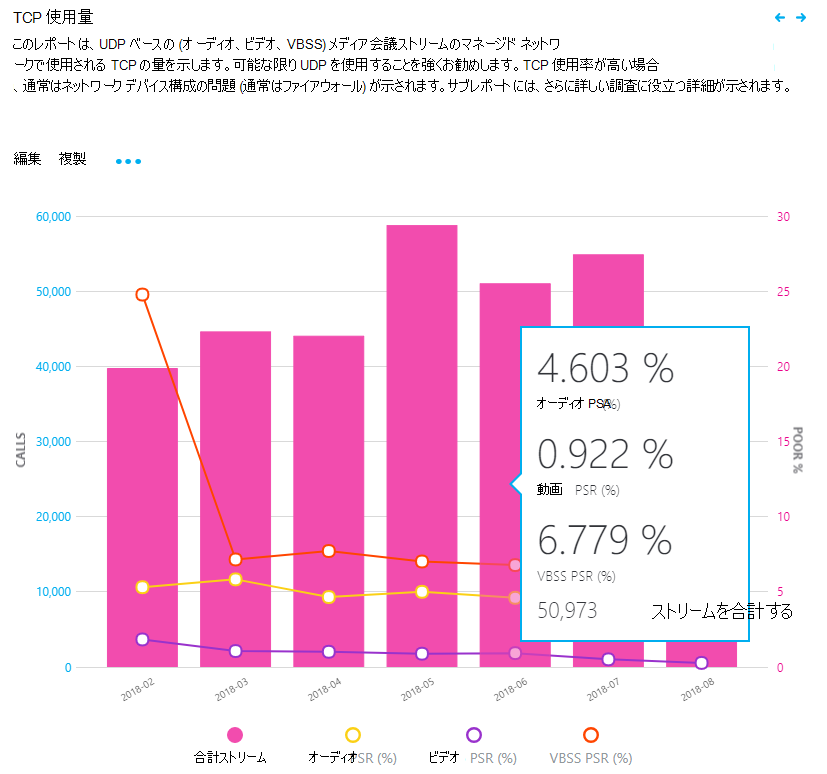 TCP 使用量
このレポートは、UDP ベースの (オーディオ、ビデオ、VBSS) メディア会議ストリームのマネージド ネットワ
ークで使用される TCP の量を示します。可能な限り UDP を使用することを強くお勧めします。TCP 使用率が高い場合
、通常はネットワーク デバイス構成の問題 (通常はファイアウォール) が示されます。サブレポートには、さらに詳しい調査に役立つ詳細が示されます。
編集 複製
60,000 30
50,000 25
40,000 20
30,000 15
20,000 10
10,000 5
0 0
CALLS
POOR %
4.603 %
オーディオ PSA (%)
0.922 %
動画 PSR (%)
6.779 %
VBSS PSR (%)
50,973 ストリームを合計する
2018-02 2018-03 2018-04 2018-05 2018-06 2018-07 2018-08
合計ストリーム オーディオSR (%) ビデオ PSR (%) VBSS PSR (%)